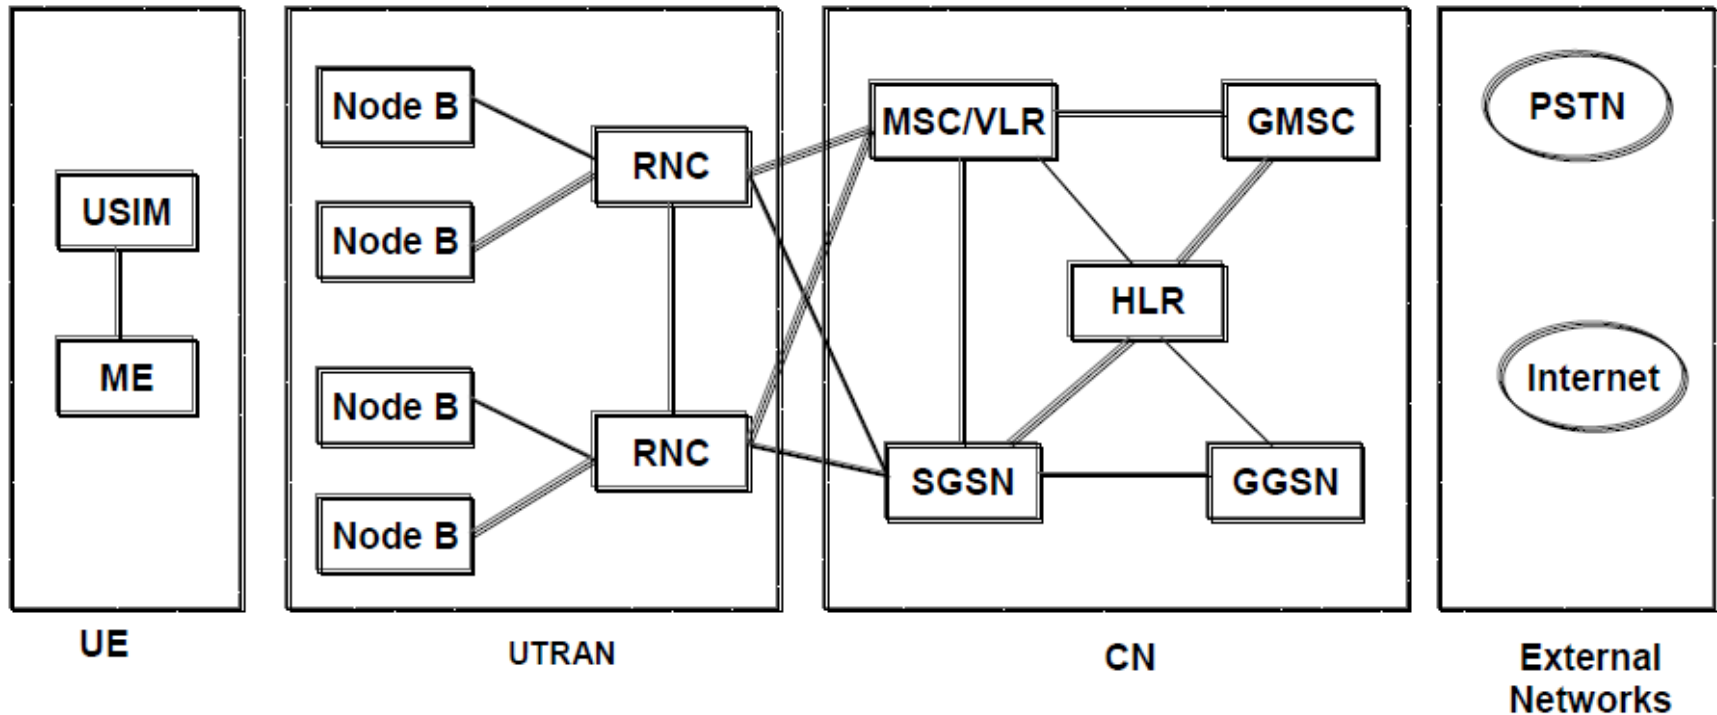 USIM
ME
UE
Node B
Node B
Node B
Node B
RNC
RNC
UTRAN
MSC/VLR
GMSC
HLR
SGSN
GGSN
CN
PSTN
Internet
External
Networks